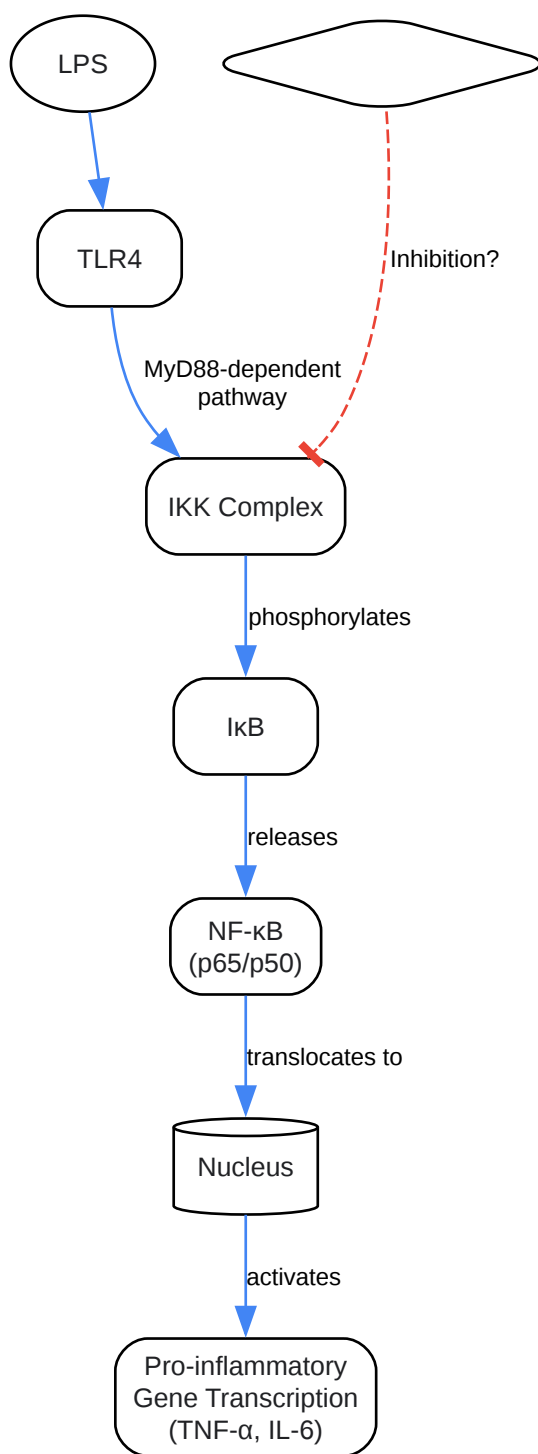 LPS
TLR4
Inhibition?
MyD88-dependent
pathway
IKK Complex
phosphorylates
IκB
releases
NF-κB
(p65/p50)
translocates to
Nucleus
activates
Pro-inflammatory
Gene Transcription
(TNF-α, IL-6)